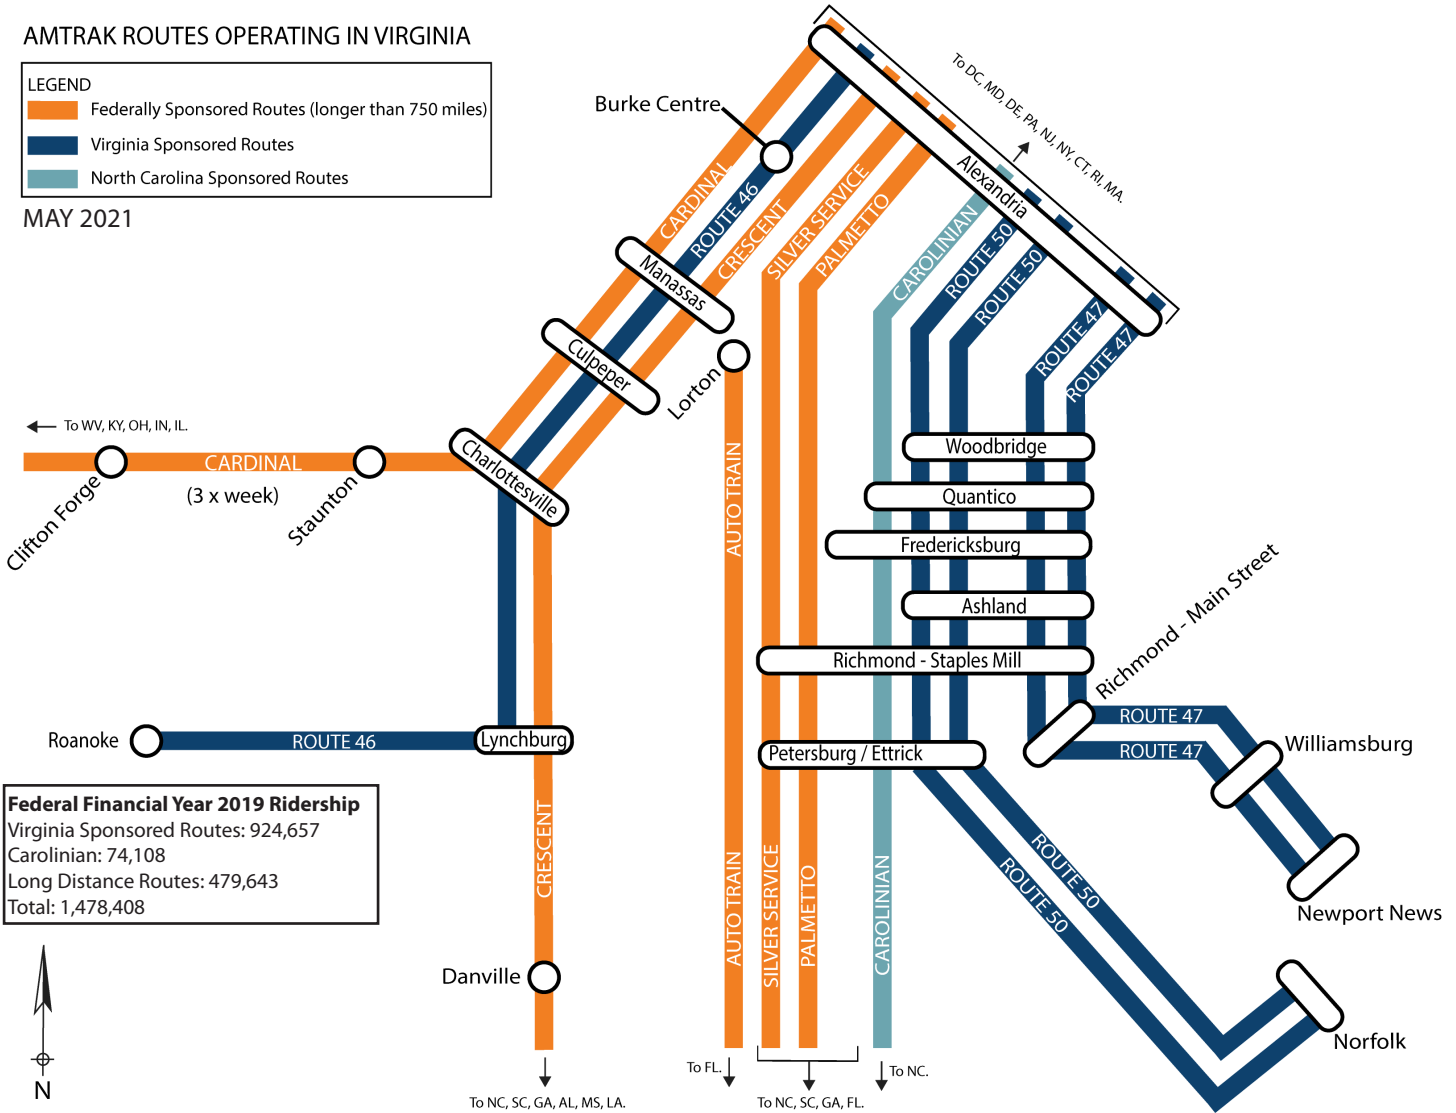 AMTRAK ROUTES OPERATING IN VIRGINIA
LEGEND
Federally Sponsored Routes (longer than 750 miles)
Virginia Sponsored Routes
North Carolina Sponsored Routes
MAY 2021
Burke Centre
To DC, MD, DE, PA, NJ, NY, CT, RI, MA.
Alexandria
CARDINAL
ROUTE 46
CRESCENT
SILVER SERVICE
PALMETTO
CAROLINIAN
ROUTE 50
ROUTE 50
ROUTE 47
ROUTE 47
Manassas
Culpeper
Lorton
Charlottesville
To WV, KY, OH, IN, IL.
CARDINAL
(3 x week)
Clifton Forge
Staunton
AUTO TRAIN
Woodbridge
Quantico
Fredericksburg
Ashland
Richmond - Staples Mill
Richmond - Main Street
Roanoke
ROUTE 46
Lynchburg
Petersburg / Ettrick
ROUTE 47
ROUTE 47
Williamsburg
Newport News
Federal Financial Year 2019 Ridership
Virginia Sponsored Routes: 924,657
Carolinian: 74,108
Long Distance Routes: 479,643
Total: 1,478,408
CRESCENT
AUTO TRAIN
SILVER SERVICE
PALMETTO
CAROLINIAN
ROUTE 50
ROUTE 50
Danville
Norfolk
N
To NC, SC, GA, AL, MS, LA.
To FL.
To NC, SC, GA, FL.
To NC.